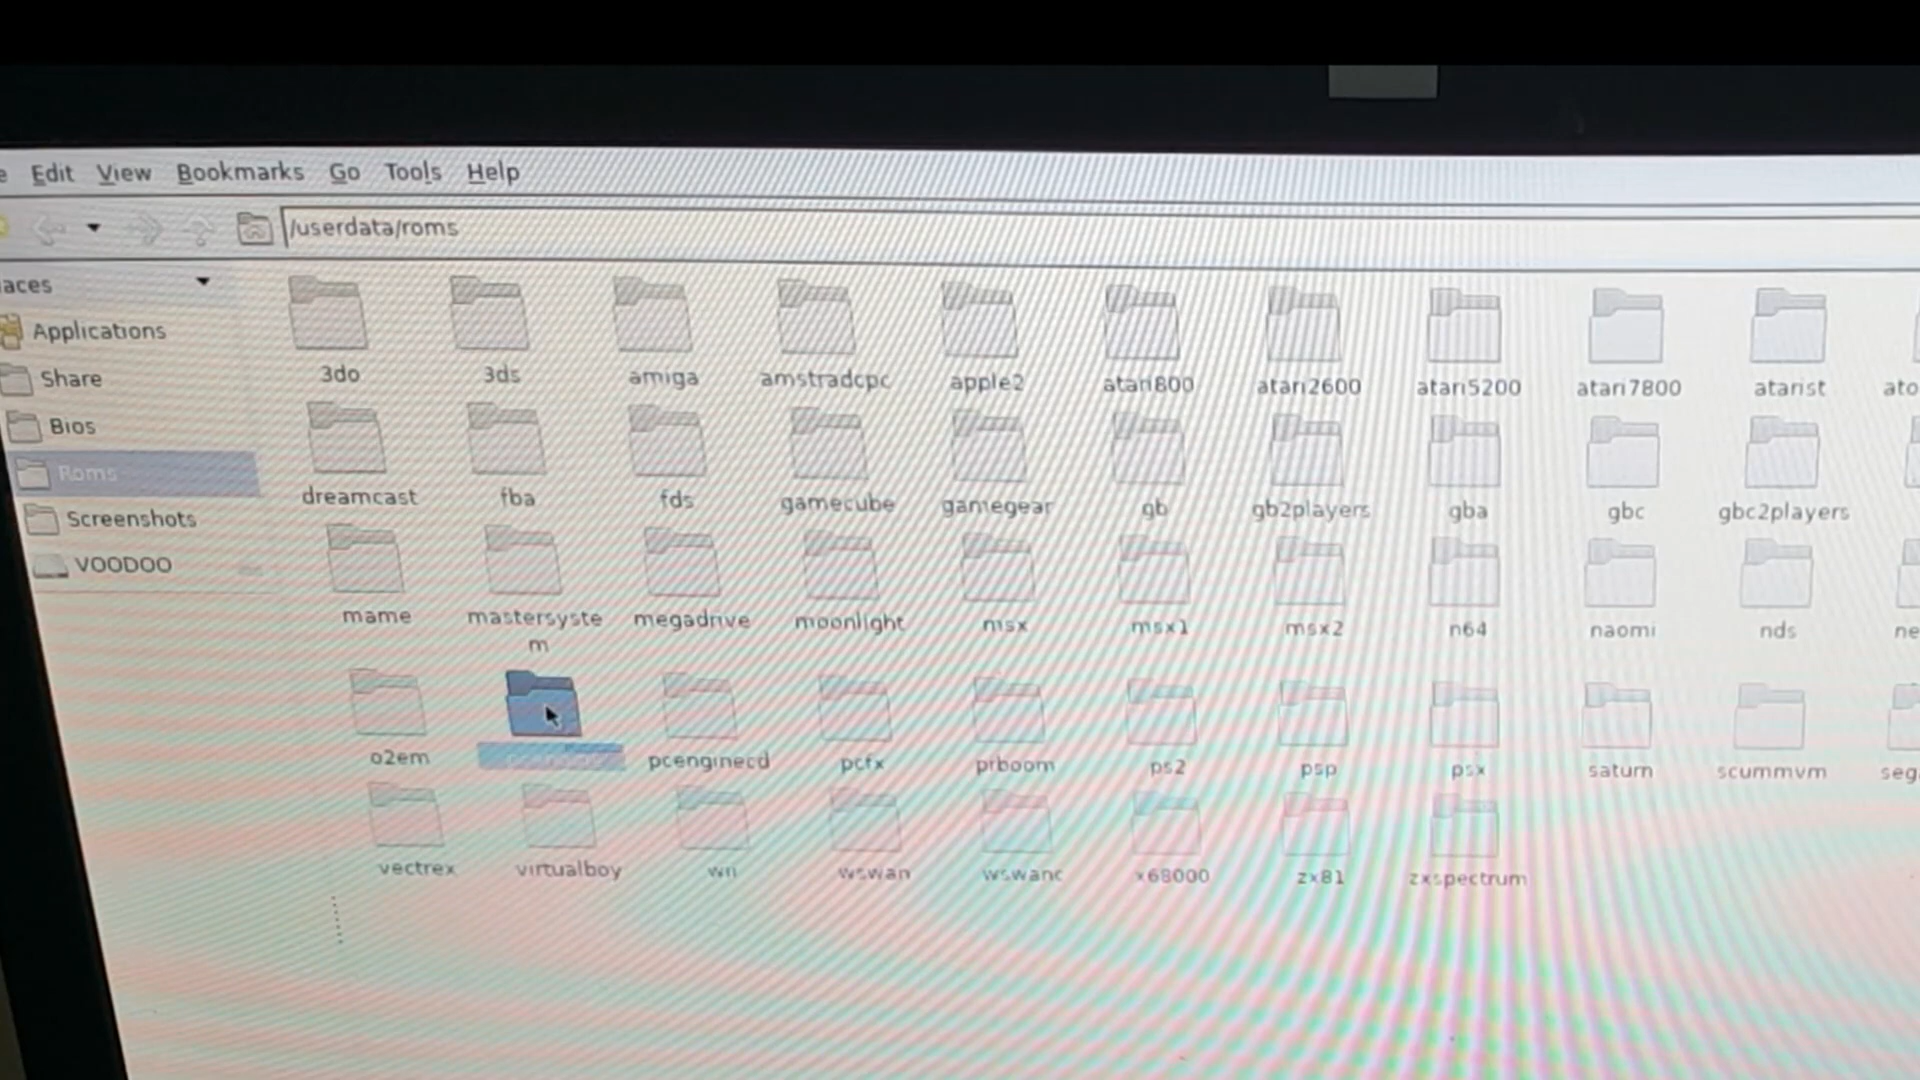 Edit View Bookmarks Go Tools Help
/userdata/roms
Applications
Share
Bios
Roms
Screenshots
VOODOO
3do 3ds amiga amstradcpc apple2 atari800 atari2600 atari5200 atari7800 atarist
dreamcast fba fds gamecube gamegear gb gb2players gba gbc gbc2players
mame mastersyste megadrive moonlight msx msx1 msx2 n64 naomi nds
m
o2em pcenginecd pcfx prboom ps2 psp psx saturn scummvm
vectrex virtualboy wii wswan wswanc x68000 zx81 zxspectrum